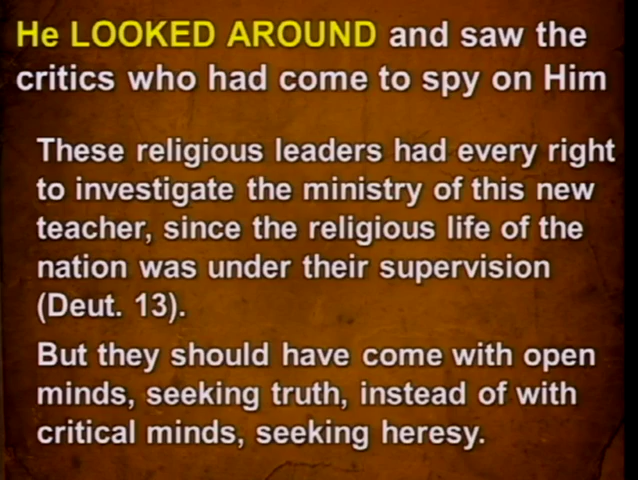 He LOOKED AROUND and saw the
critics who had come to spy on Him
These religious leaders had every right
to investigate the ministry of this new
teacher, since the religious life of the
nation was under their supervision
(Deut. 13).
But they should have come with open
minds, seeking truth, instead of with
critical minds, seeking heresy.